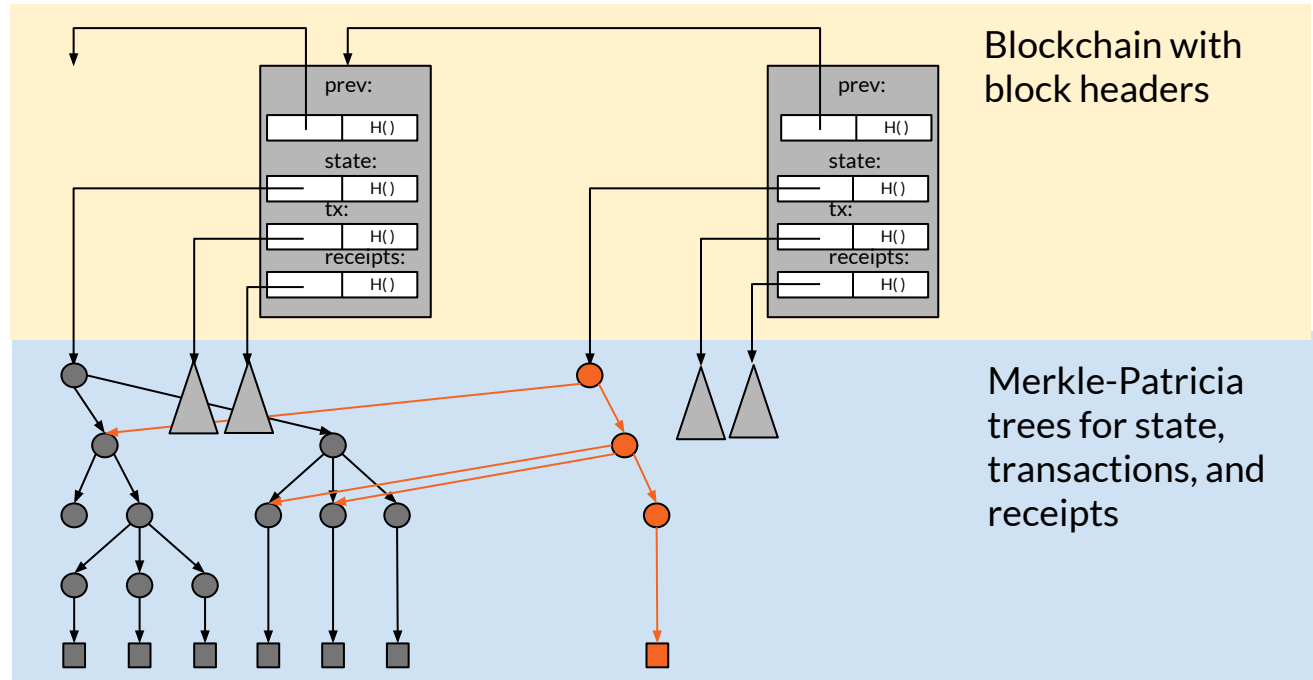 Blockchain with
block headers
prev:
H( )
state:
H( )
tx:
H( )
receipts:
H( )
prev:
H( )
state:
H( )
tx:
H( )
receipts:
H( )
Merkle-Patricia
trees for state,
transactions, and
receipts